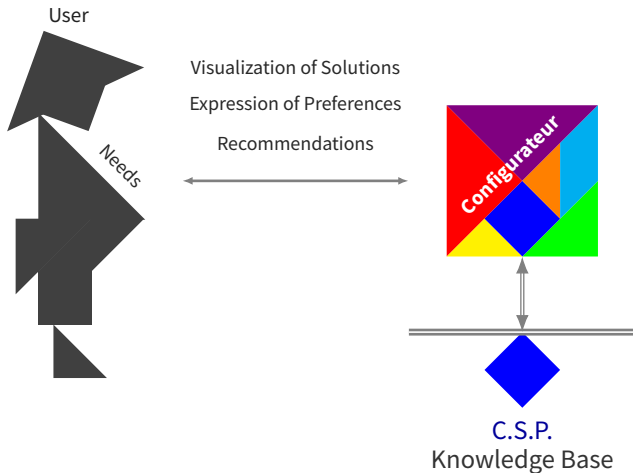 User
Visualization of Solutions
Expression of Preferences
Recommendations
Needs
Configurateur
C.S.P.
Knowledge Base